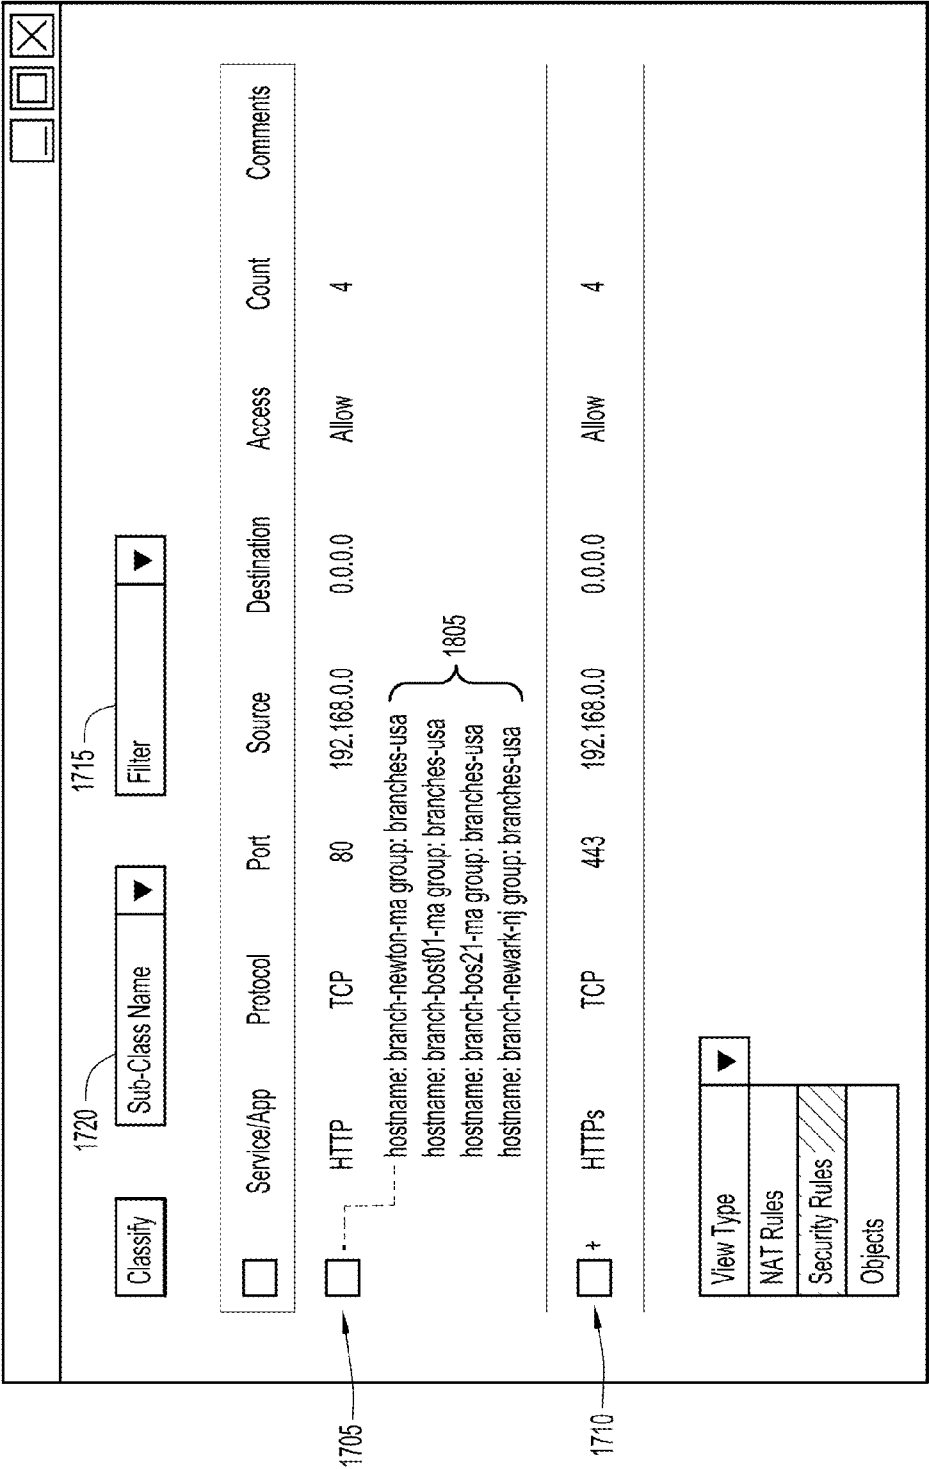 1720
1715
Classify
Sub-Class Name
Filter
Service/App Protocol Port Source Destination Access Count Comments
1705
- HTTP TCP 80 192.168.0.0 0.0.0.0 Allow 4
hostname: branch-newton-ma group: branches-usa
hostname: branch-bost01-ma group: branches-usa
hostname: branch-bos21-ma group: branches-usa
hostname: branch-newark-nj group: branches-usa
1805
1710
+ HTTPs TCP 443 192.168.0.0 0.0.0.0 Allow 4
View Type
NAT Rules
Security Rules
Objects